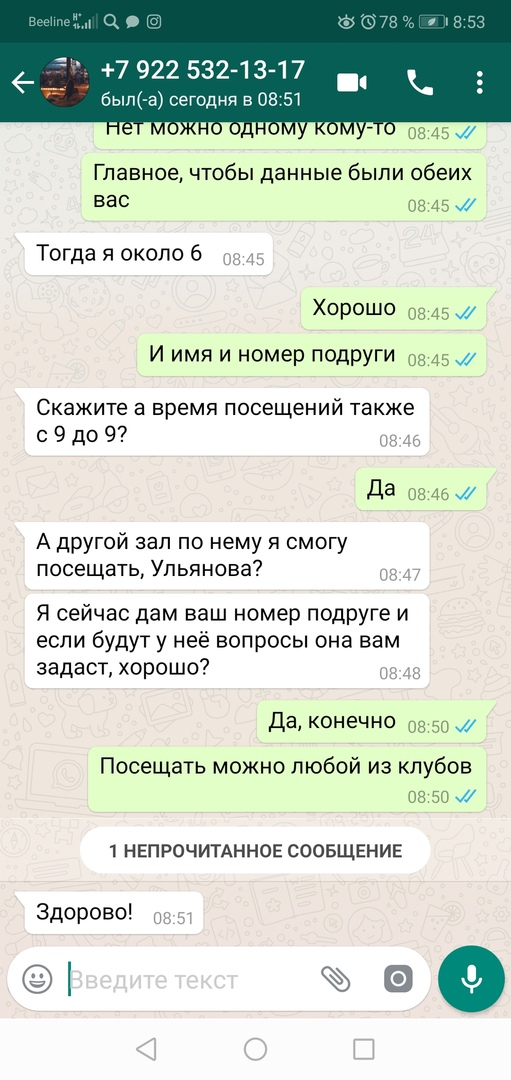 Beeline 78 % 8:53
+7 922 532-13-17
был(-а) сегодня в 08:51
Нет можно одному кому-то 08:45
Главное, чтобы данные были обеих
вас 08:45
Тогда я около 6 08:45
Хорошо 08:45
И имя и номер подруги 08:45
Скажите а время посещений также
с 9 до 9? 08:46
Да 08:46
А другой зал по нему я смогу
посещать, Ульянова? 08:47
Я сейчас дам ваш номер подруге и
если будут у неё вопросы она вам
задаст, хорошо? 08:48
Да, конечно 08:50
Посещать можно любой из клубов
08:50
1 НЕПРОЧИТАННОЕ СООБЩЕНИЕ
Здорово! 08:51
Введите текст